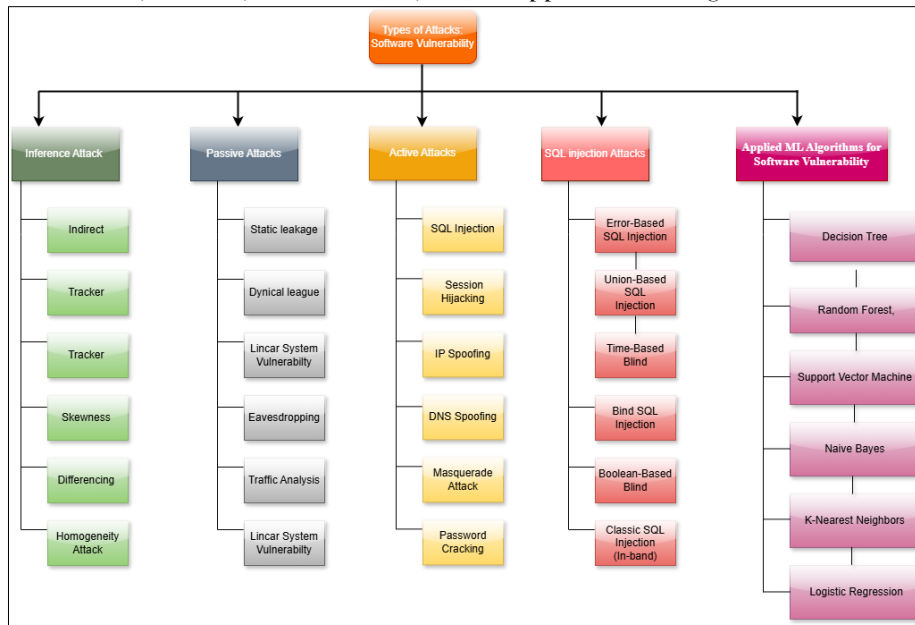 Types of Attacks:
Software Vulnerability
Inference Attack
Passive Attacks
Active Attacks
SQL injection Attacks
Applied ML Algorithms for
Software Vulnerability
Indirect
Tracker
Tracker
Skewness
Differencing
Homogeneity
Attack
Static leakage
Dynical league
Lincar System
Vulnerabilty
Eavesdropping
Traffic Analysis
Lincar System
Vulnerabilty
SQL Injection
Session
Hijacking
IP Spoofing
DNS Spoofing
Masquerade
Attack
Password
Cracking
Error-Based
SQL Injection
Union-Based
SQL
Injection
Time-Based
Blind
Bind SQL
Injection
Boolean-Based
Blind
Classic SQL
Injection
(In-band)
Decision Tree
Random Forest,
Support Vector Machine
Naive Bayes
K-Nearest Neighbors
Logistic Regression